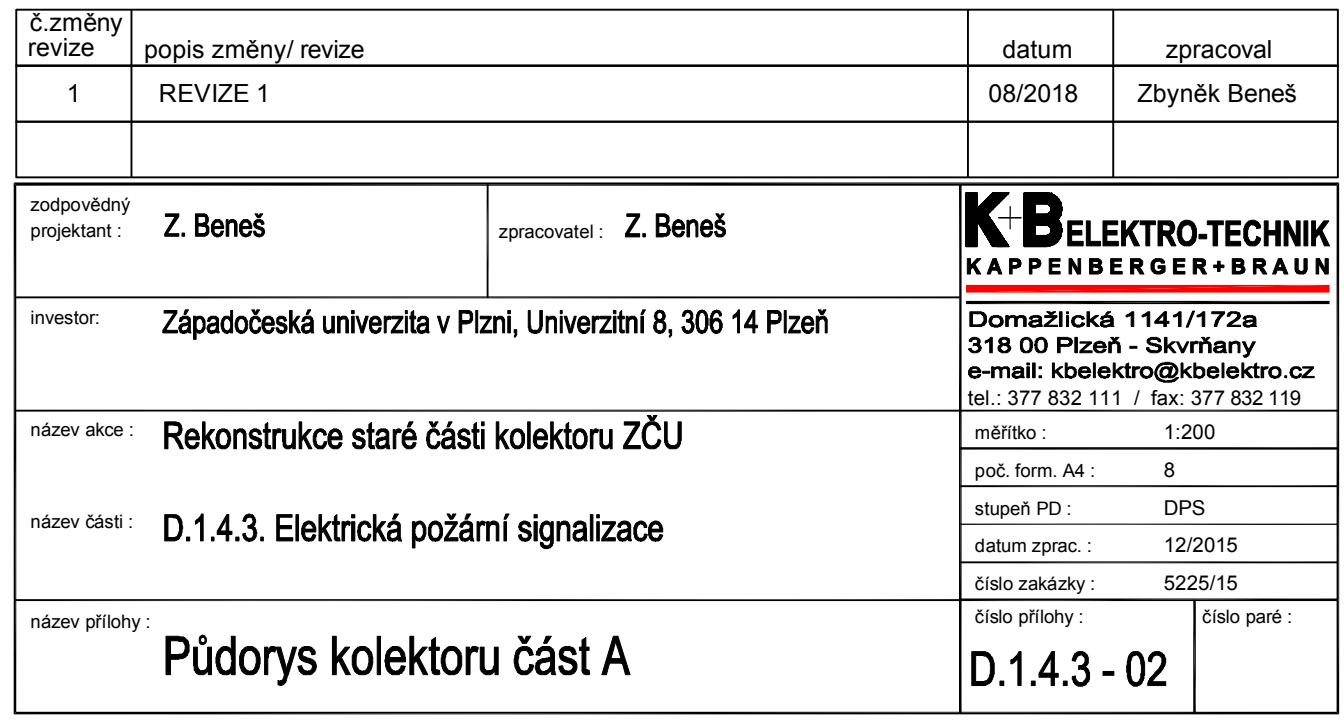 č.změny
revize popis změny/ revize datum zpracoval
1 REVIZE 1 08/2018 Zbyněk Beneš
zodpovědný
projektant : Z. Beneš zpracovatel : Z. Beneš
K+B ELEKTRO-TECHNIK
KAPPENBERGER+BRAUN
investor: Západočeská univerzita v Plzni, Univerzitní 8, 306 14 Plzeň
Domažlická 1141/172a
318 00 Plzeň - Skvrňany
e-mail: kbelektro@kbelektro.cz
tel.: 377 832 111 / fax: 377 832 119
název akce : Rekonstrukce staré části kolektoru ZČU
název části : D.1.4.3. Elektrická požární signalizace
měřítko : 1:200
poč. form. A4 : 8
stupeň PD : DPS
datum zprac. : 12/2015
číslo zakázky : 5225/15
název přílohy :
Půdorys kolektoru část A
číslo přílohy :
D.1.4.3 - 02
číslo paré :